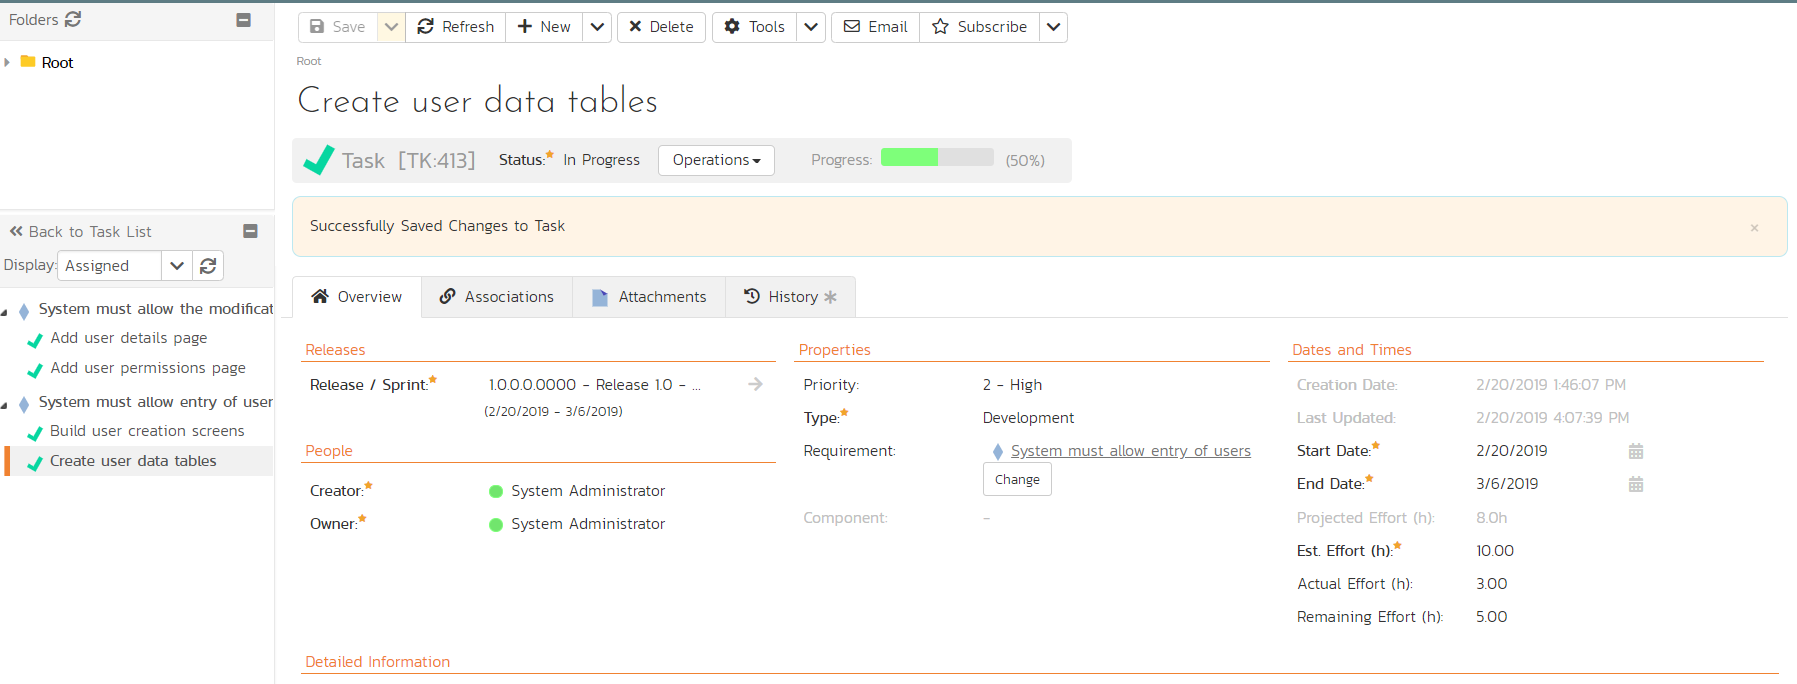 Folders
Root
Back to Task List
Display: Assigned
System must allow the modificat
Add user details page
Add user permissions page
System must allow entry of user
Build user creation screens
Create user data tables
Save Refresh New Delete Tools Email Subscribe
Root
Create user data tables
Task [TK:413] Status: In Progress Operations Progress: (50%)
Successfully Saved Changes to Task ×
Overview Associations Attachments History
Releases
Release / Sprint: 1.0.0.0.0000 - Release 1.0 - ...
(2/20/2019 - 3/6/2019)
People
Creator: System Administrator
Owner: System Administrator
Properties
Priority: 2 - High
Type: Development
Requirement: System must allow entry of users
Change
Component: -
Dates and Times
Creation Date: 2/20/2019 1:46:07 PM
Last Updated: 2/20/2019 4:07:39 PM
Start Date: 2/20/2019
End Date: 3/6/2019
Projected Effort (h): 8.0h
Est. Effort (h): 10.00
Actual Effort (h): 3.00
Remaining Effort (h): 5.00
Detailed Information